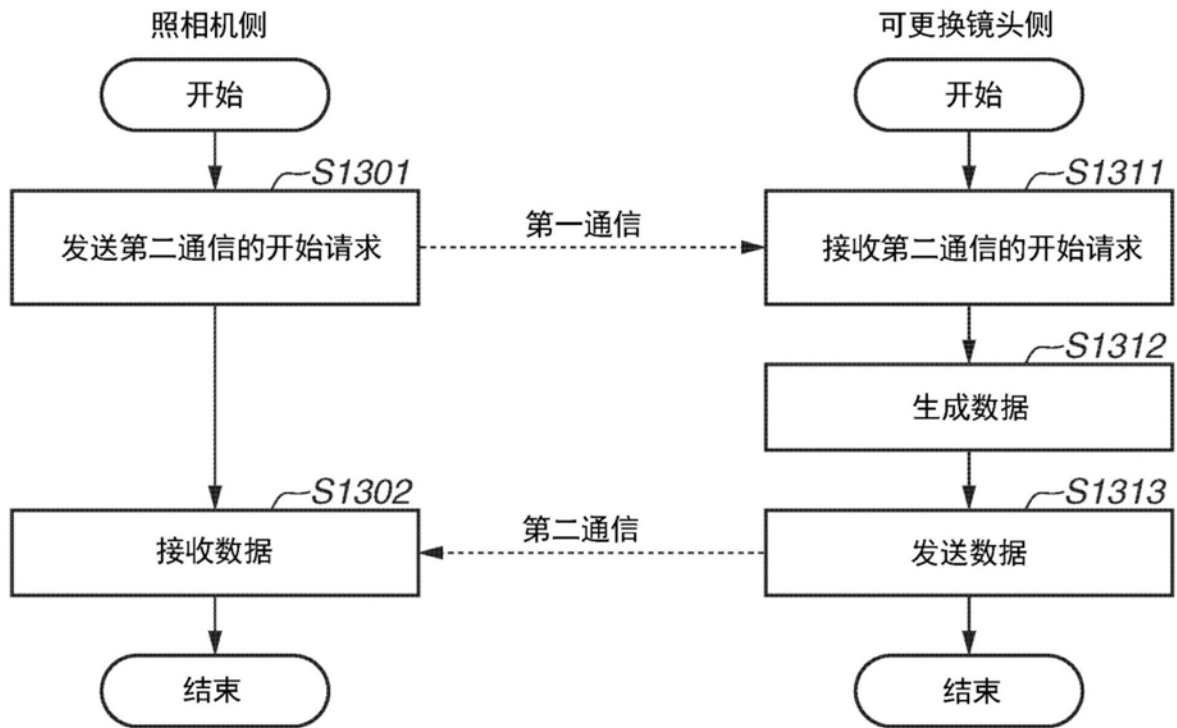 照相机侧
可更换镜头侧
开始
开始
S1301
S1311
发送第二通信的开始请求
第一通信
接收第二通信的开始请求
S1312
生成数据
S1302
S1313
接收数据
第二通信
发送数据
结束
结束